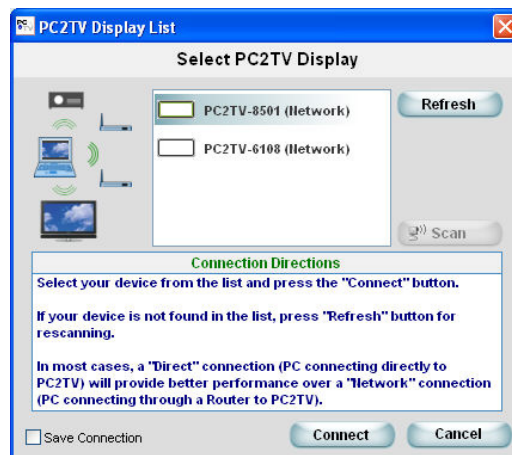 PC2TV Display List
Select PC2TV Display
PC2TV-8501 (Network)
PC2TV-6108 (Network)
Refresh
Scan
Connection Directions
Select your device from the list and press the "Connect" button.
If your device is not found in the list, press "Refresh" button for
rescanning.
In most cases, a "Direct" connection (PC connecting directly to
PC2TV) will provide better performance over a "Network" connection
(PC connecting through a Router to PC2TV).
Save Connection
Connect
Cancel